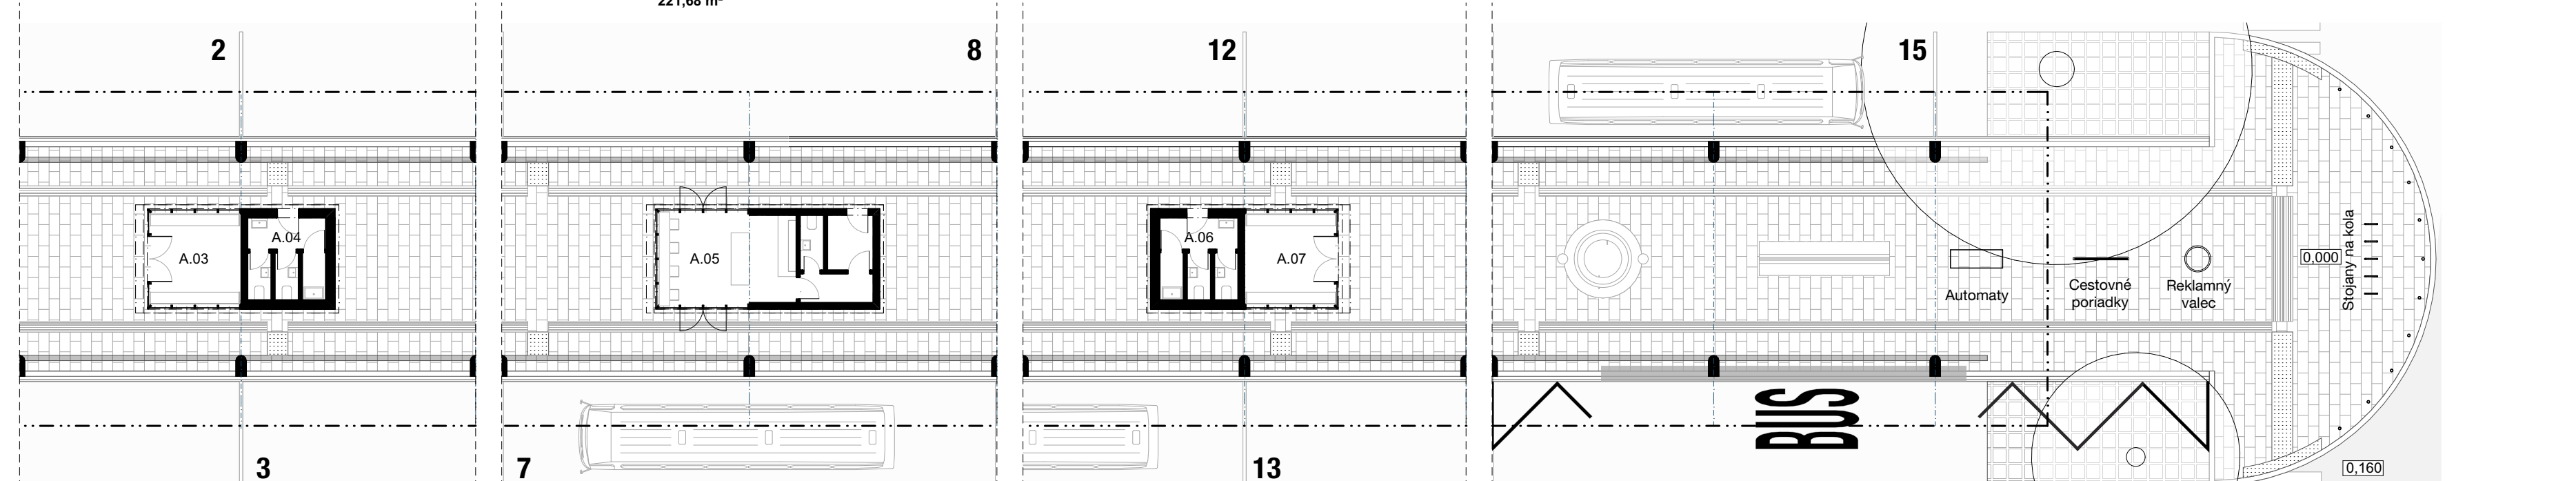 221,68 m²
2
8
12
15
A.03
A.04
A.05
A.06
A.07
Automaty
Cestovné
poriadky
Reklamný
valec
0,000
Stojany na kola
BUS
3
7
13
0,160